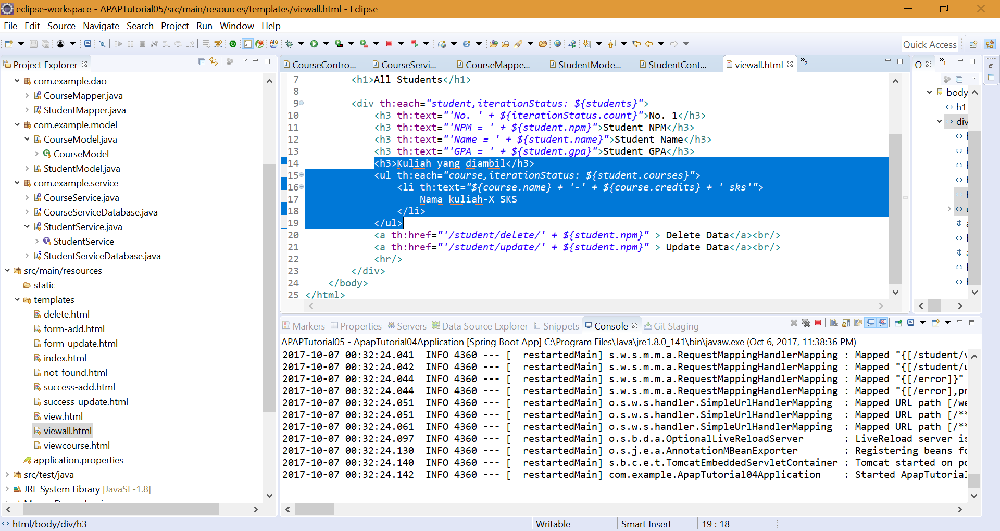 eclipse-workspace - APAPTutorial05/src/main/resources/templates/viewall.html - Eclipse
File Edit Source Navigate Search Project Run Window Help
Quick Access
Project Explorer
com.example.dao
CourseMapper.java
StudentMapper.java
com.example.model
CourseModel.java
CourseModel
StudentModel.java
com.example.service
CourseService.java
CourseServiceDatabase.java
StudentService.java
StudentService
StudentServiceDatabase.java
src/main/resources
static
templates
delete.html
form-add.html
form-update.html
index.html
not-found.html
success-add.html
success-update.html
view.html
viewall.html
viewcourse.html
application.properties
src/test/java
JRE System Library [JavaSE-1.8]
CourseContro... CourseServi... CourseMappe... StudentMode... StudentCont... viewall.html »2
7 <h1>All Students</h1>
8
9 <div th:each="student,iterationStatus: ${students}">
10 <h3 th:text="'No. ' + ${iterationStatus.count}">No. 1</h3>
11 <h3 th:text="'NPM = ' + ${student.npm}">Student NPM</h3>
12 <h3 th:text="'Name = ' + ${student.name}">Student Name</h3>
13 <h3 th:text="'GPA = ' + ${student.gpa}">Student GPA</h3>
14 <h3>Kuliah yang diambil</h3>
15 <ul th:each="course,iterationStatus: ${student.courses}">
16 <li th:text="${course.name} + '-' + ${course.credits} + ' sks'">
17 Nama kuliah-X SKS
18 </li>
19 </ul>
20 <a th:href="'/student/delete/' + ${student.npm}" > Delete Data</a><br/>
21 <a th:href="'/student/update/' + ${student.npm}" > Update Data</a><br/>
22 <hr/>
23 </div>
24 </body>
25 </html>
O »1
body
h1
div
Markers Properties Servers Data Source Explorer Snippets Console Git Staging
APAPTutorial05 - ApapTutorial04Application [Spring Boot App] C:\Program Files\Java\jre1.8.0_141\bin\javaw.exe (Oct 6, 2017, 11:38:36 PM)
2017-10-07 00:32:24.041 INFO 4360 --- [ restartedMain] s.w.s.m.m.a.RequestMappingHandlerMapping : Mapped "{[/student/v
2017-10-07 00:32:24.042 INFO 4360 --- [ restartedMain] s.w.s.m.m.a.RequestMappingHandlerMapping : Mapped "{[/student/u
2017-10-07 00:32:24.044 INFO 4360 --- [ restartedMain] s.w.s.m.m.a.RequestMappingHandlerMapping : Mapped "{[/error]}"
2017-10-07 00:32:24.044 INFO 4360 --- [ restartedMain] s.w.s.m.m.a.RequestMappingHandlerMapping : Mapped "{[/error],pr
2017-10-07 00:32:24.051 INFO 4360 --- [ restartedMain] o.s.w.s.handler.SimpleUrlHandlerMapping : Mapped URL path [/we
2017-10-07 00:32:24.051 INFO 4360 --- [ restartedMain] o.s.w.s.handler.SimpleUrlHandlerMapping : Mapped URL path [/**
2017-10-07 00:32:24.061 INFO 4360 --- [ restartedMain] o.s.w.s.handler.SimpleUrlHandlerMapping : Mapped URL path [/**
2017-10-07 00:32:24.097 INFO 4360 --- [ restartedMain] o.s.b.d.a.OptionalLiveReloadServer : LiveReload server is
2017-10-07 00:32:24.130 INFO 4360 --- [ restartedMain] o.s.j.e.a.AnnotationMBeanExporter : Registering beans fo
2017-10-07 00:32:24.140 INFO 4360 --- [ restartedMain] s.b.c.e.t.TomcatEmbeddedServletContainer : Tomcat started on po
2017-10-07 00:32:24.142 INFO 4360 --- [ restartedMain] com.example.ApapTutorial04Application : Started ApapTutorial
html/body/div/h3
Writable
Smart Insert
19 : 18